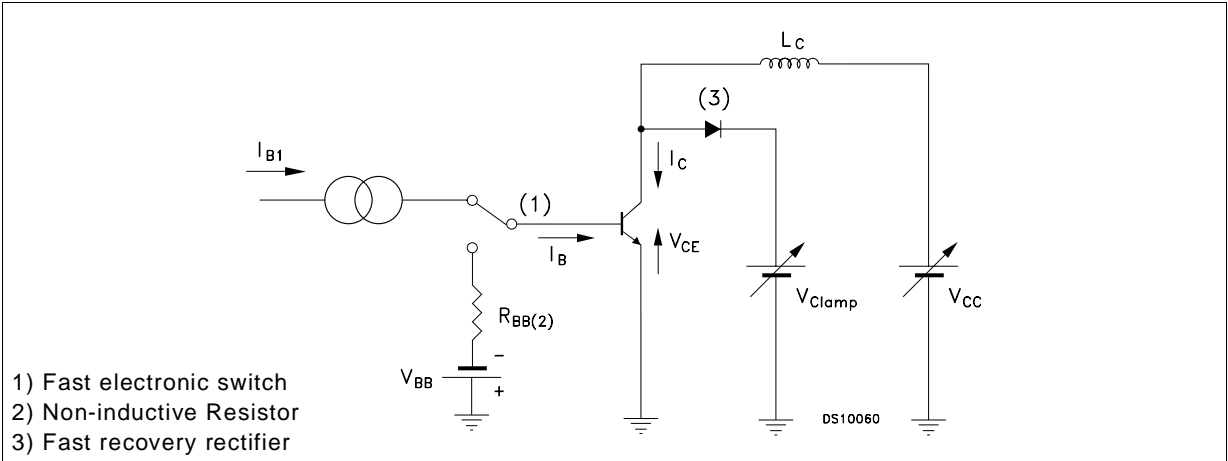 L_C
(3)
I_B1
I_C
(1)
I_B
V_CE
V_Clamp
V_CC
R_BB(2)
−
V_BB
+
DS10060
1) Fast electronic switch
2) Non-inductive Resistor
3) Fast recovery rectifier